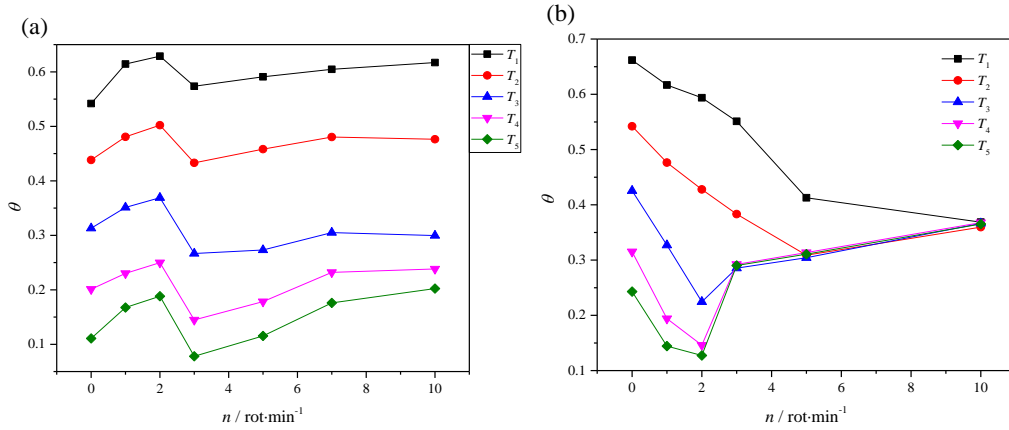 (a)
0.6
0.5
0.4
0.3
0.2
0.1
θ
0 2 4 6 8 10
n / rot·min⁻¹
T₁
T₂
T₃
T₄
T₅
(b)
0.7
0.6
0.5
0.4
0.3
0.2
0.1
θ
0 2 4 6 8 10
n / rot·min⁻¹
T₁
T₂
T₃
T₄
T₅